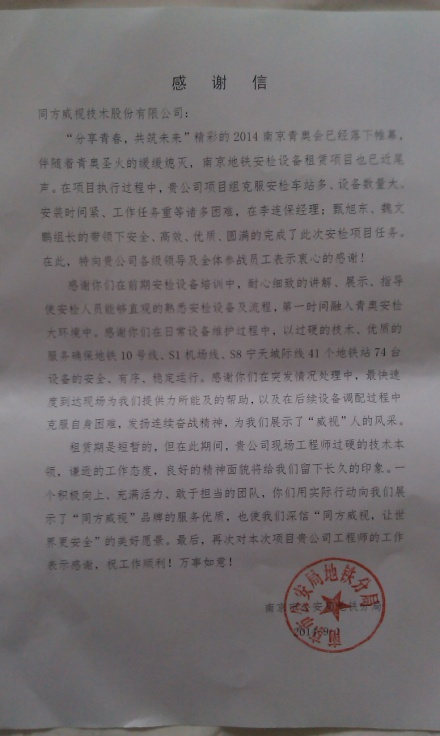 感 谢 信
同方威视技术股份有限公司：
“分享青春，共筑未来”精彩的2014南京青奥会已经落下帷幕，
伴随着青奥圣火的缓缓熄灭，南京地铁安检设备租赁项目也已近尾
声。在项目执行过程中，贵公司项目组克服安检车站多、设备数量大、
安装时间紧、工作任务重等诸多困难，在李连保经理；甄旭东、魏文
鹏组长的带领下安全、高效、优质、圆满的完成了此次安检项目任务。
在此，特向贵公司各级领导及全体参战员工表示衷心的感谢！
感谢你们在前期安检设备培训中，耐心细致的讲解、展示、指导
使安检人员能够直观的熟悉安检设备及流程，第一时间融入青奥安检
大环境中。感谢你们在日常设备维护过程中，以过硬的技术、优质的
服务确保地铁10号线、S1机场线、S8宁天城际线41个地铁站74台
设备的安全、有序、稳定运行。感谢你们在突发情况处理中，最快速
度到达现场为我们提供力所能及的帮助，以及在后续设备调配过程中
克服自身困难，发扬连续奋战精神，为我们展示了“威视”人的风采。
租赁期是短暂的，但在此期间，贵公司现场工程师过硬的技术本
领，谦逊的工作态度，良好的精神面貌将给我们留下长久的印象。一
个积极向上、充满活力、敢于担当的团队，你们用实际行动向我们展
示了“同方威视”品牌的服务优质，也使我们深信“同方威视，让世
界更安全”的美好愿景。最后，再次对本次项目贵公司工程师的工作
表示感谢，祝工作顺利！万事如意！
南京市公安局地铁分局
南京市公安局地铁分局